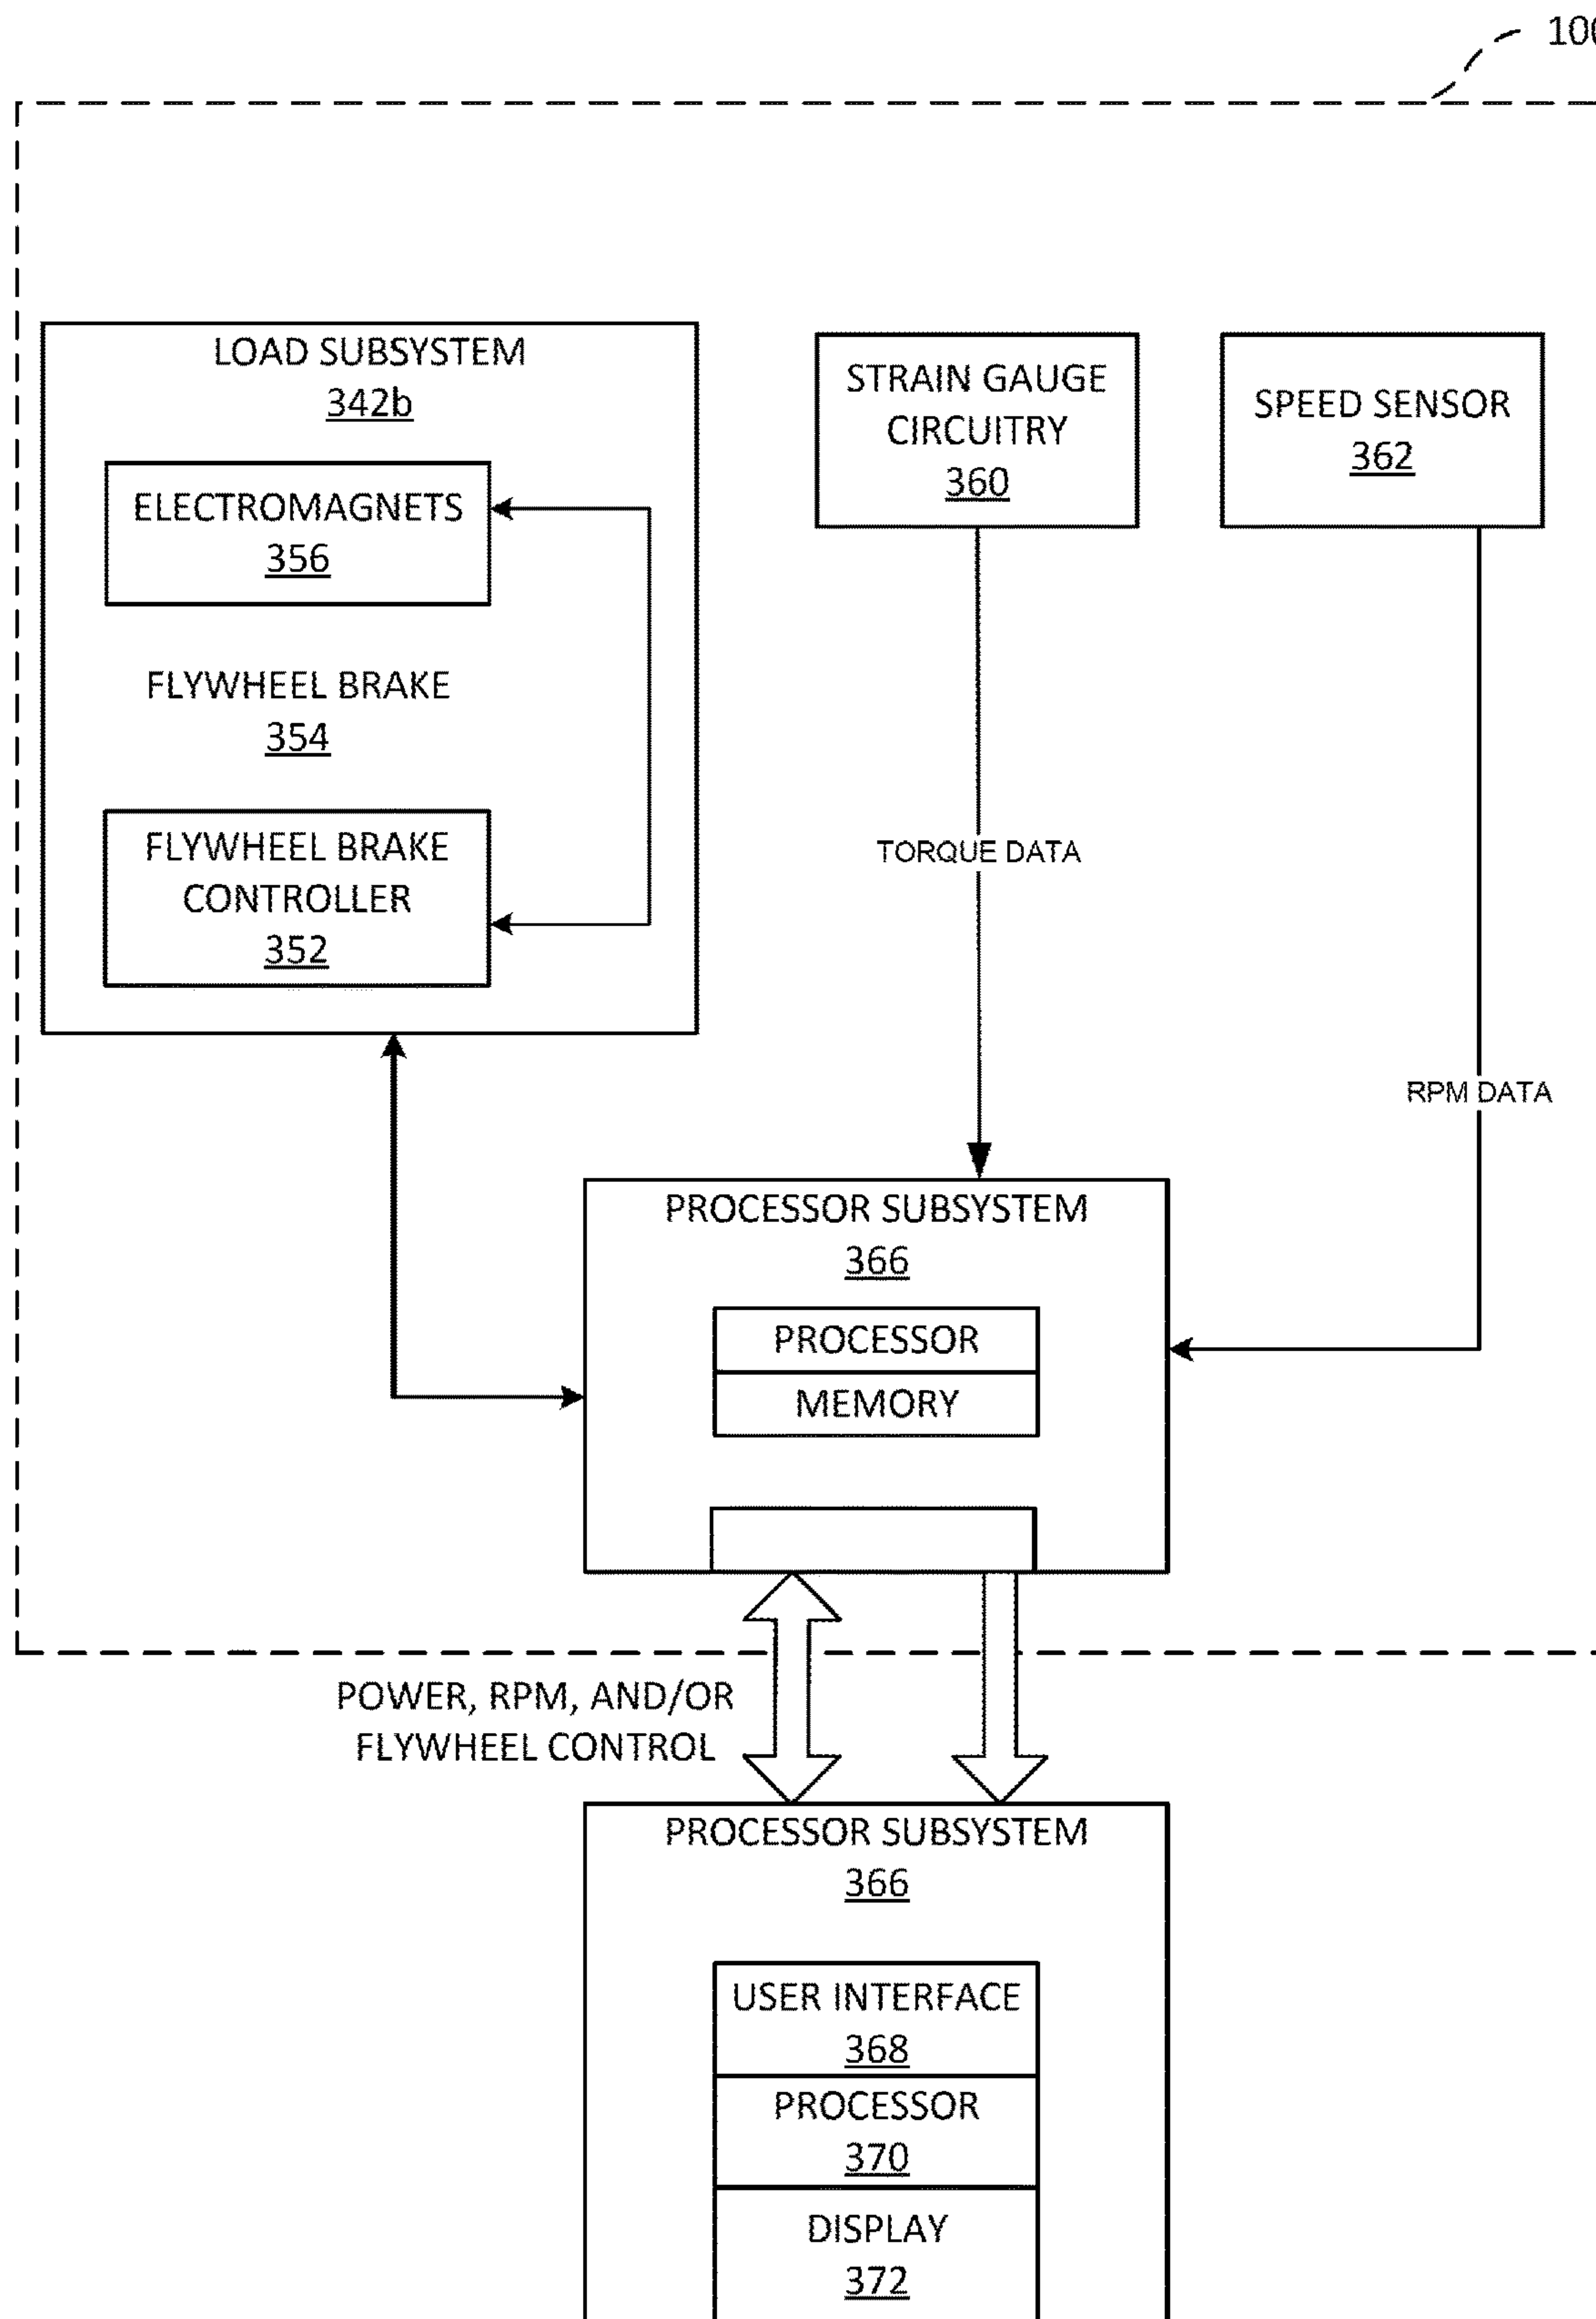 100
LOAD SUBSYSTEM
342b
ELECTROMAGNETS
356
FLYWHEEL BRAKE
354
FLYWHEEL BRAKE
CONTROLLER
352
STRAIN GAUGE
CIRCUITRY
360
SPEED SENSOR
362
TORQUE DATA
RPM DATA
PROCESSOR SUBSYSTEM
366
PROCESSOR
MEMORY
POWER, RPM, AND/OR
FLYWHEEL CONTROL
PROCESSOR SUBSYSTEM
366
USER INTERFACE
368
PROCESSOR
370
DISPLAY
372